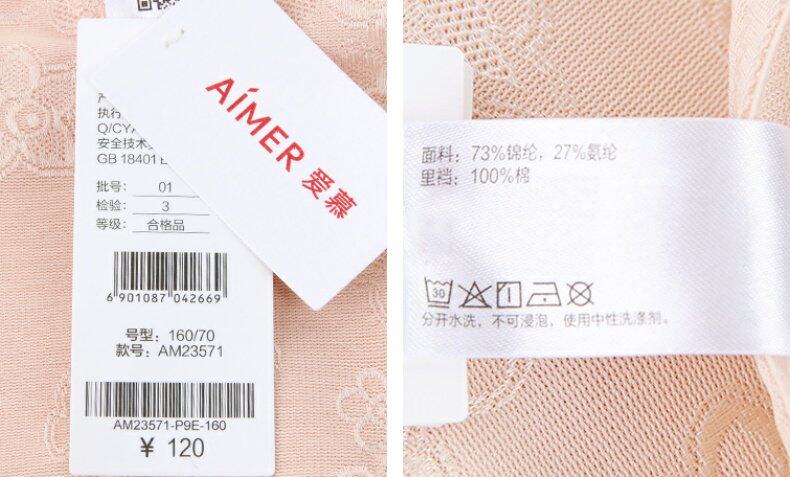 AiMER 爱慕
执行
Q/CYA
安全技术
GB 18401
批号: 01
检验: 3
等级: 合格品
6 901087 042669
号型: 160/70
款号: AM23571
AM23571-P9E-160
¥ 120
面料: 73%锦纶, 27%氨纶
里裆: 100%棉
30
分开水洗, 不可浸泡, 使用中性洗涤剂。